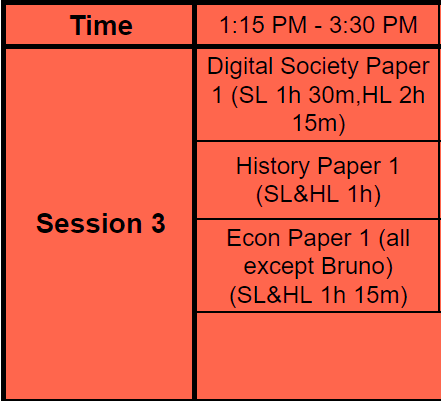 Time
1:15 PM - 3:30 PM
Session 3
Digital Society Paper
1 (SL 1h 30m,HL 2h
15m)
History Paper 1
(SL&HL 1h)
Econ Paper 1 (all
except Bruno)
(SL&HL 1h 15m)